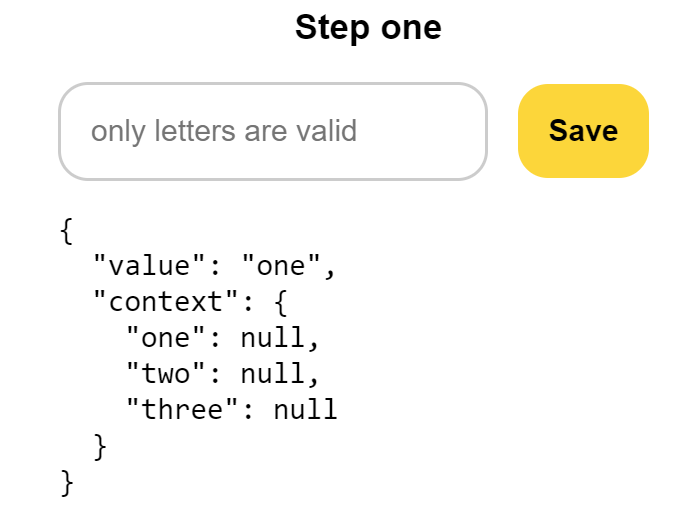 Step one
only letters are valid
Save
{
  "value": "one",
  "context": {
    "one": null,
    "two": null,
    "three": null
  }
}